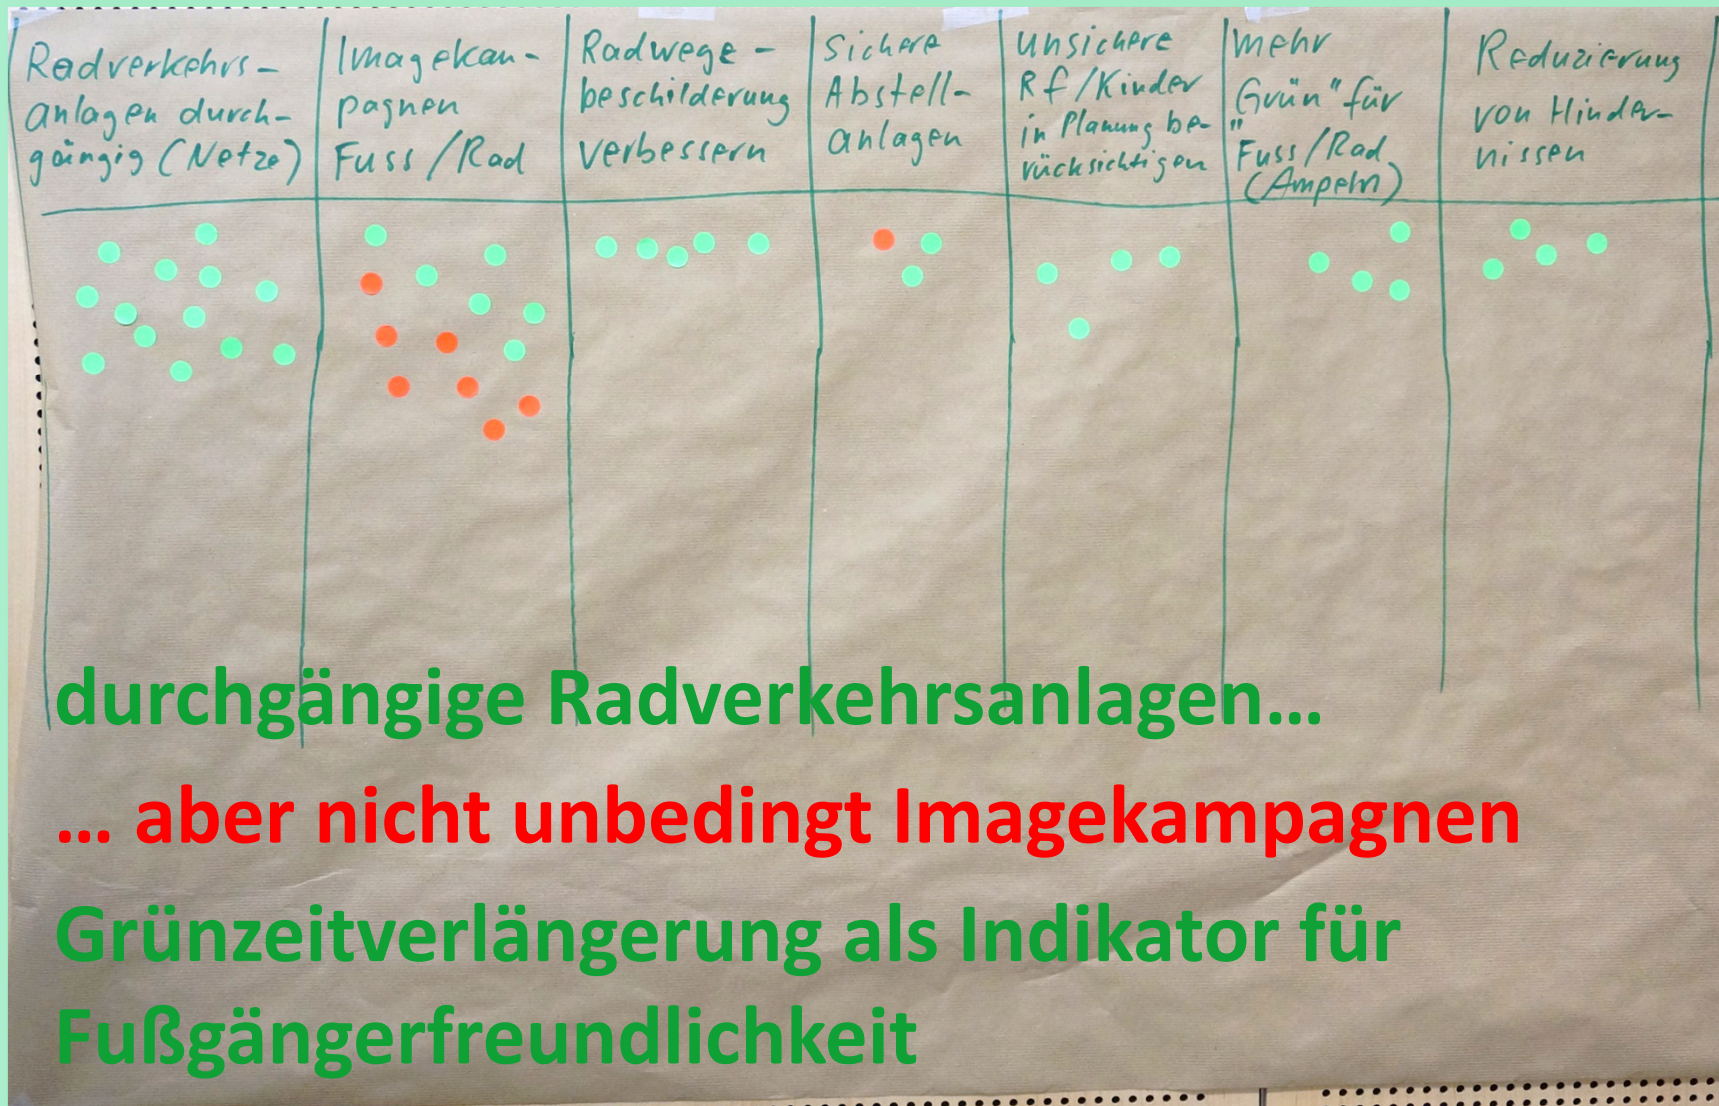 Radverkehrs-
anlagen durch-
gängig (Netze)
Imagekam-
pagnen
Fuss/Rad
Radwege-
beschilderung
verbessern
Sichere
Abstell-
anlagen
Unsichere
Rf/Kinder
in Planung be-
rücksichtigen
mehr
„Grün" für
Fuss/Rad
(Ampeln)
Reduzierung
von Hinder-
nissen
durchgängige Radverkehrsanlagen...
... aber nicht unbedingt Imagekampagnen
Grünzeitverlängerung als Indikator für
Fußgängerfreundlichkeit